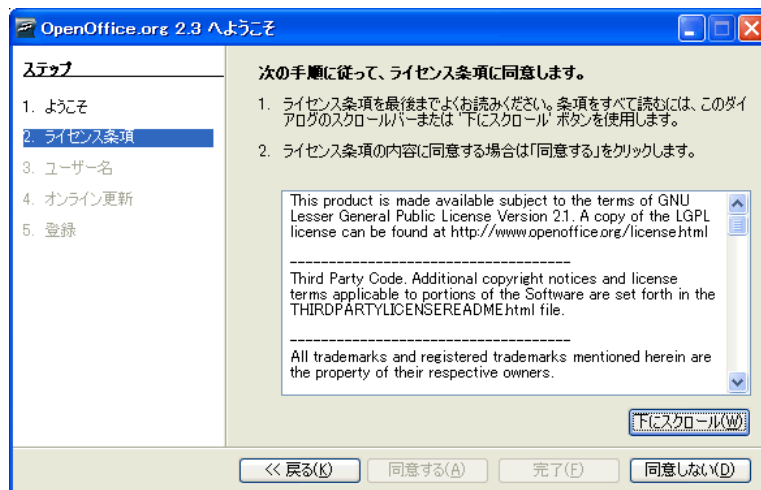 OpenOffice.org 2.3 へようこそ
ステップ
1. ようこそ
2. ライセンス条項
3. ユーザー名
4. オンライン更新
5. 登録
次の手順に従って、ライセンス条項に同意します。
1. ライセンス条項を最後までよくお読みください。条項をすべて読むには、このダイ
アログのスクロールバーまたは '下にスクロール' ボタンを使用します。
2. ライセンス条項の内容に同意する場合は「同意する」をクリックします。
This product is made available subject to the terms of GNU
Lesser General Public License Version 2.1. A copy of the LGPL
license can be found at http://www.openoffice.org/license.html
------------------------------------
Third Party Code. Additional copyright notices and license
terms applicable to portions of the Software are set forth in the
THIRDPARTYLICENSEREADME.html file.
------------------------------------
All trademarks and registered trademarks mentioned herein are
the property of their respective owners.
下にスクロール(W)
<< 戻る(K)
同意する(A)
完了(F)
同意しない(D)